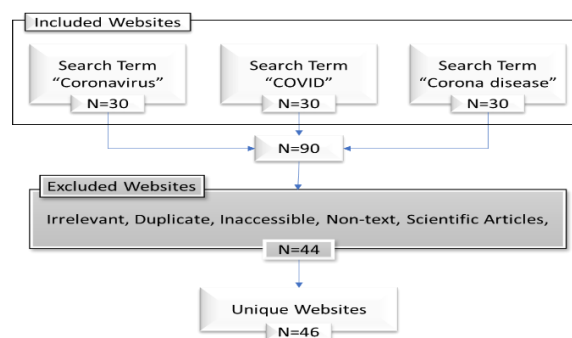 Included Websites
Search Term
“Coronavirus”
N=30
Search Term
“COVID”
N=30
Search Term
“Corona disease”
N=30
N=90
Excluded Websites
Irrelevant, Duplicate, Inaccessible, Non-text, Scientific Articles,
N=44
Unique Websites
N=46